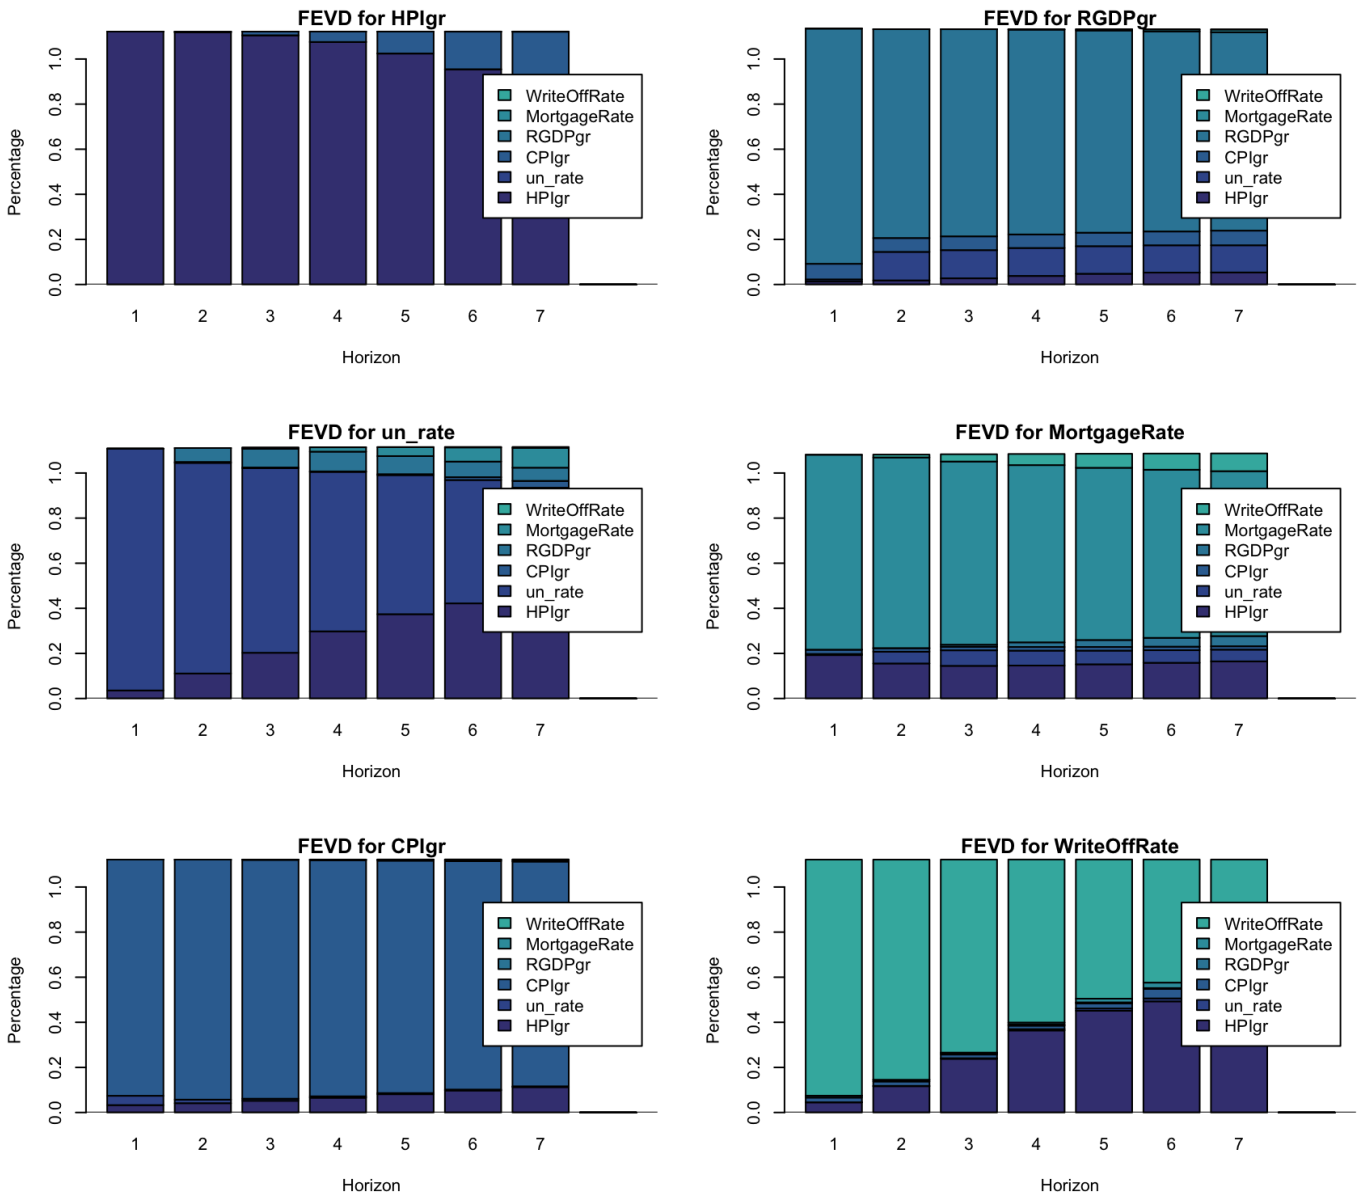 FEVD for HPIgr
Percentage
0.0 0.2 0.4 0.6 0.8 1.0
WriteOffRate
MortgageRate
RGDPgr
CPIgr
un_rate
HPIgr
1 2 3 4 5 6 7
Horizon
FEVD for RGDPgr
Percentage
0.0 0.2 0.4 0.6 0.8 1.0
WriteOffRate
MortgageRate
RGDPgr
CPIgr
un_rate
HPIgr
1 2 3 4 5 6 7
Horizon
FEVD for un_rate
Percentage
0.0 0.2 0.4 0.6 0.8 1.0
WriteOffRate
MortgageRate
RGDPgr
CPIgr
un_rate
HPIgr
1 2 3 4 5 6 7
Horizon
FEVD for MortgageRate
Percentage
0.0 0.2 0.4 0.6 0.8 1.0
WriteOffRate
MortgageRate
RGDPgr
CPIgr
un_rate
HPIgr
1 2 3 4 5 6 7
Horizon
FEVD for CPIgr
Percentage
0.0 0.2 0.4 0.6 0.8 1.0
WriteOffRate
MortgageRate
RGDPgr
CPIgr
un_rate
HPIgr
1 2 3 4 5 6 7
Horizon
FEVD for WriteOffRate
Percentage
0.0 0.2 0.4 0.6 0.8 1.0
WriteOffRate
MortgageRate
RGDPgr
CPIgr
un_rate
HPIgr
1 2 3 4 5 6 7
Horizon